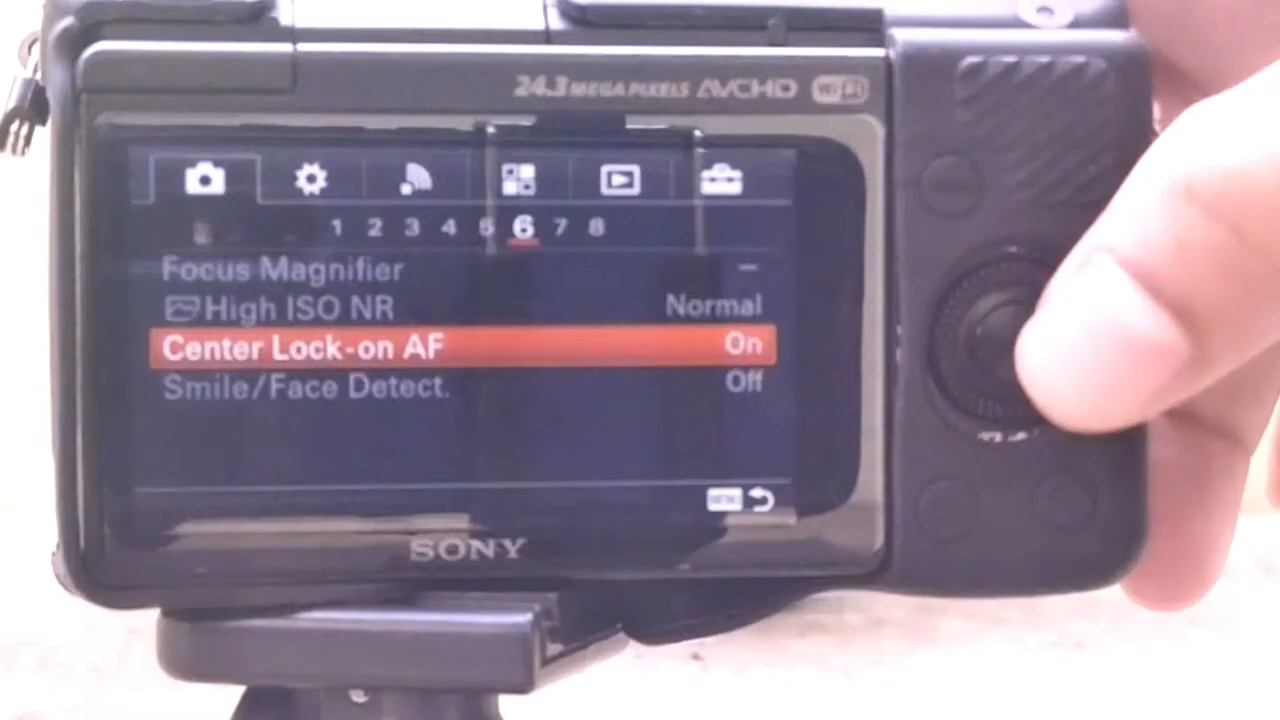 24.3 MEGA PIXELS AVCHD Wi Fi
1 2 3 4 5 6 7 8
Focus Magnifier –
High ISO NR Normal
Center Lock-on AF On
Smile/Face Detect. Off
MENU
SONY